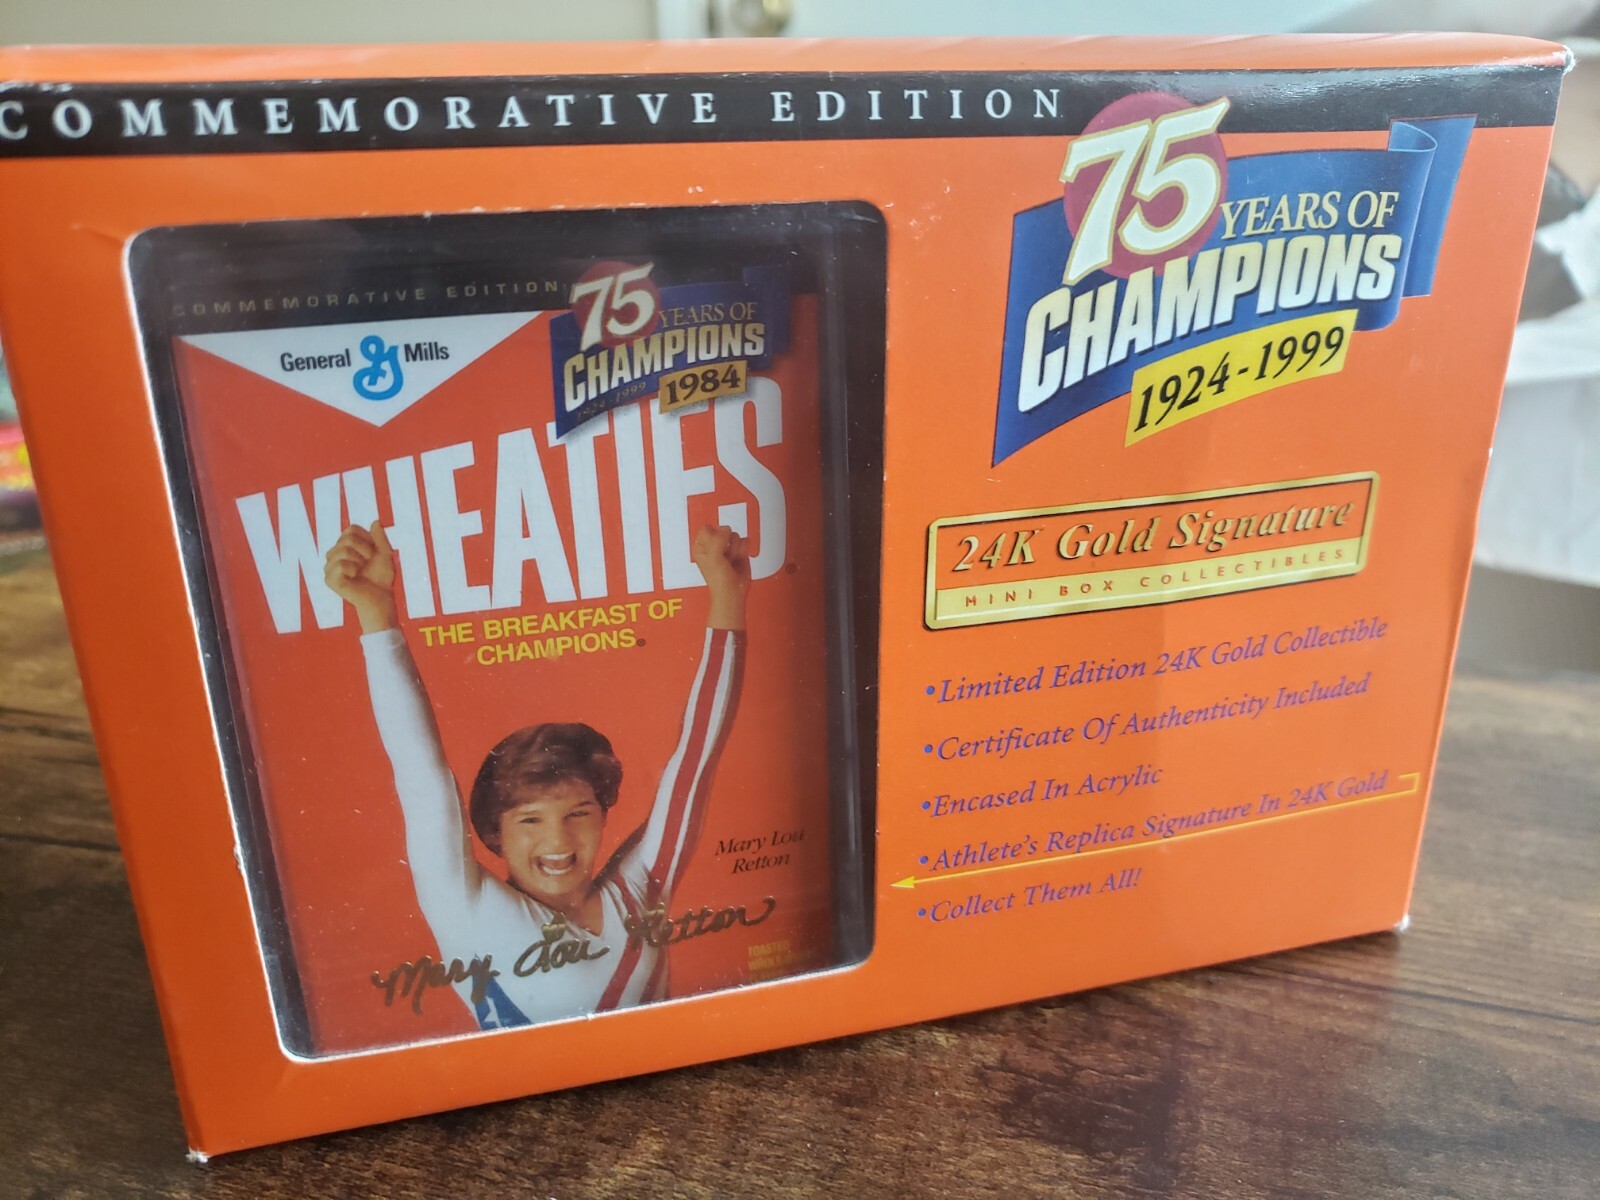 COMMEMORATIVE EDITION
75
YEARS OF
CHAMPIONS
1924-1999
COMMEMORATIVE EDITION
75
YEARS OF
CHAMPIONS
1924-1999
1984
General Mills
WHEATIES
THE BREAKFAST OF
CHAMPIONS®
Mary Lou
Retton
Mary Lou Retton
TOASTED
24K Gold Signature
MINI BOX COLLECTIBLES
•Limited Edition 24K Gold Collectible
•Certificate Of Authenticity Included
•Encased In Acrylic
•Athlete's Replica Signature In 24K Gold
•Collect Them All!